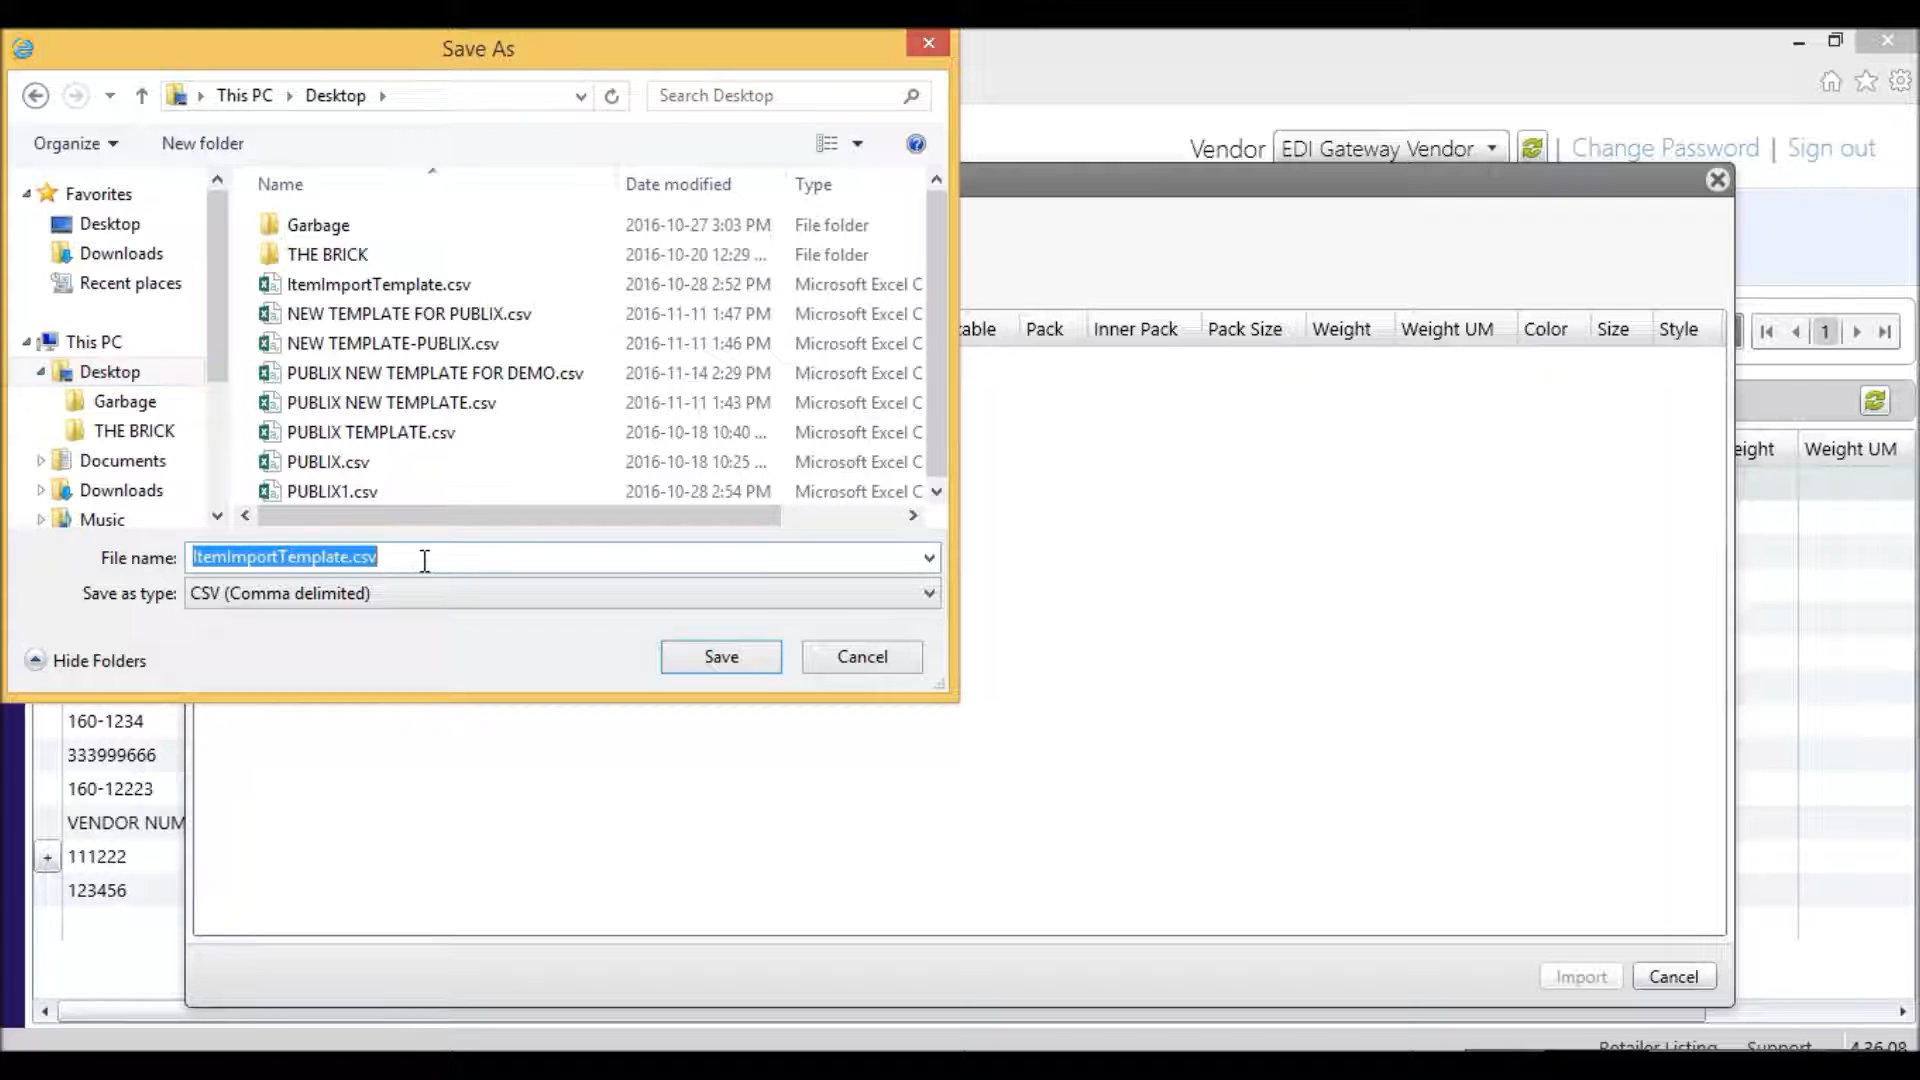 Save As
This PC Desktop
Search Desktop
Organize
New folder
Vendor EDI Gateway Vendor | Change Password | Sign out
Favorites
Desktop
Downloads
Recent places
This PC
Desktop
Garbage
THE BRICK
Documents
Downloads
Music
Name Date modified Type
Garbage 2016-10-27 3:03 PM File folder
THE BRICK 2016-10-20 12:29 ... File folder
ItemImportTemplate.csv 2016-10-28 2:52 PM Microsoft Excel C
NEW TEMPLATE FOR PUBLIX.csv 2016-11-11 1:47 PM Microsoft Excel C
NEW TEMPLATE-PUBLIX.csv 2016-11-11 1:46 PM Microsoft Excel C
PUBLIX NEW TEMPLATE FOR DEMO.csv 2016-11-14 2:29 PM Microsoft Excel C
PUBLIX NEW TEMPLATE.csv 2016-11-11 1:43 PM Microsoft Excel C
PUBLIX TEMPLATE.csv 2016-10-18 10:40 ... Microsoft Excel C
PUBLIX.csv 2016-10-18 10:25 ... Microsoft Excel C
PUBLIX1.csv 2016-10-28 2:54 PM Microsoft Excel C
File name: ItemImportTemplate.csv
Save as type: CSV (Comma delimited)
Hide Folders
Save
Cancel
table Pack Inner Pack Pack Size Weight Weight UM Color Size Style
1
eight Weight UM
160-1234
333999666
160-12223
VENDOR NUM
111222
123456
Import
Cancel
Retailer Listing Support 4.36.08